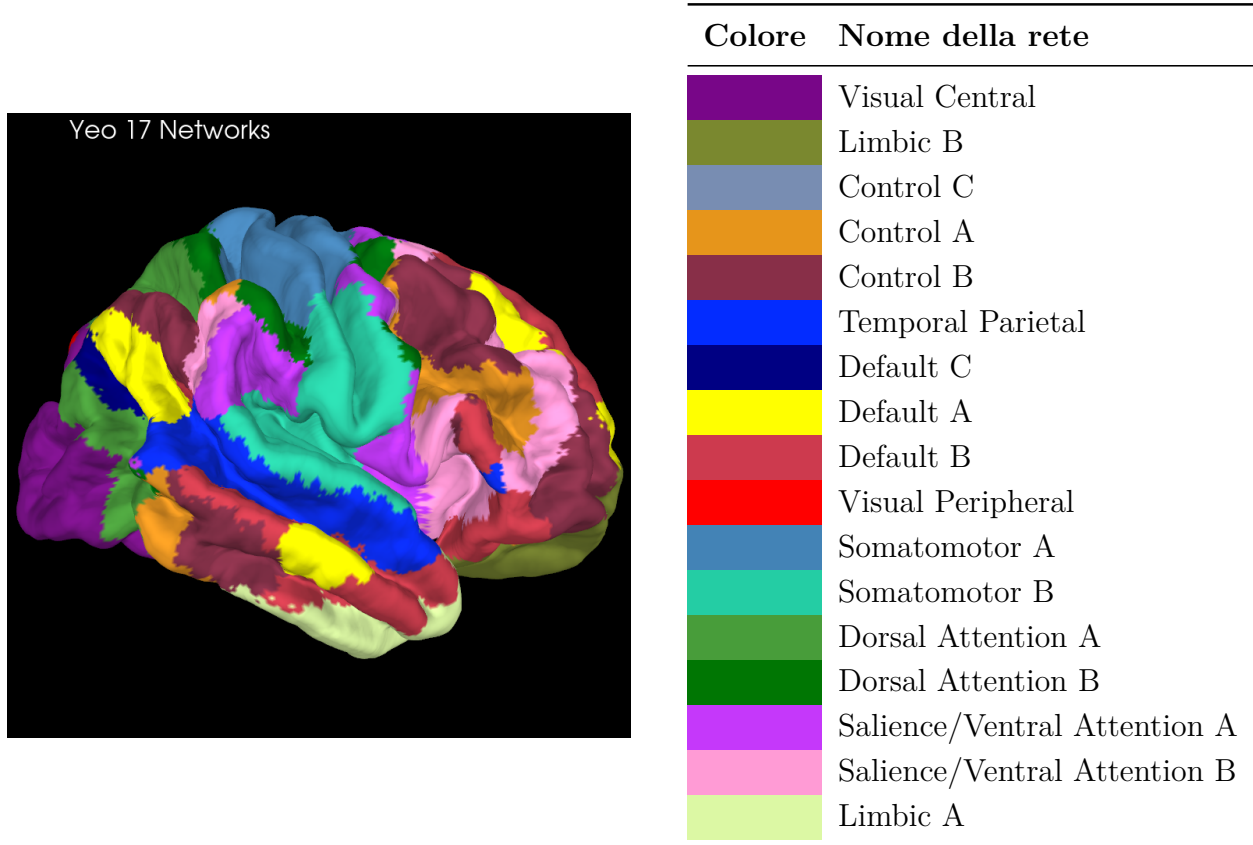 Yeo 17 Networks
Colore Nome della rete
Visual Central
Limbic B
Control C
Control A
Control B
Temporal Parietal
Default C
Default A
Default B
Visual Peripheral
Somatomotor A
Somatomotor B
Dorsal Attention A
Dorsal Attention B
Salience/Ventral Attention A
Salience/Ventral Attention B
Limbic A